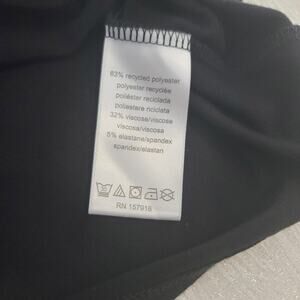 63% recycled polyester
polyester recyclée
poliéster reciclada
poliestere riciclata
32% viscose/viscose
viscosa/viscosa
5% elastane/spandex
spandex/elastan
RN 157918